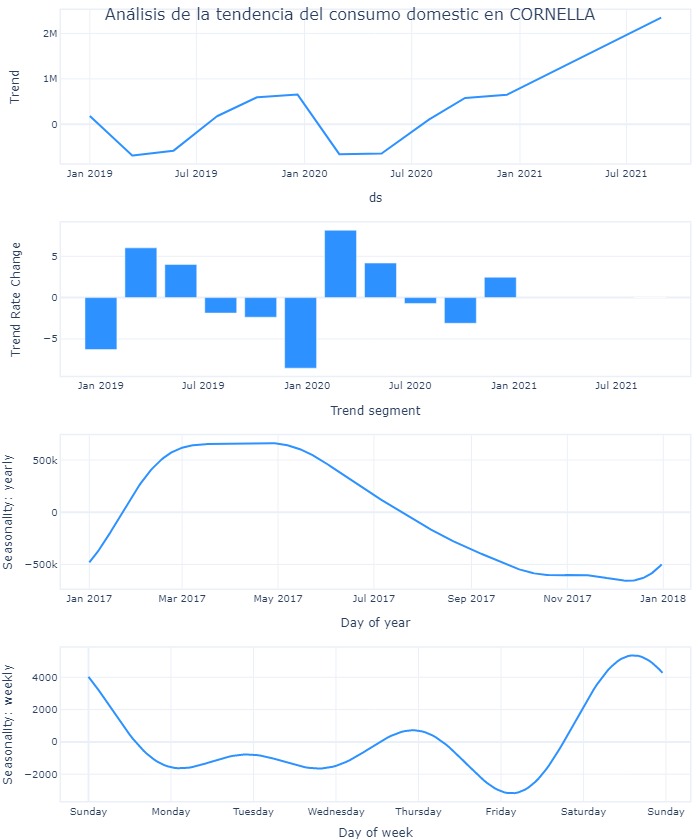 Análisis de la tendencia del consumo domestic en CORNELLA
Trend
2M
1M
0
Jan 2019 Jul 2019 Jan 2020 Jul 2020 Jan 2021 Jul 2021
ds
Trend Rate Change
5
0
−5
Jan 2019 Jul 2019 Jan 2020 Jul 2020 Jan 2021 Jul 2021
Trend segment
Seasonality: yearly
500k
0
−500k
Jan 2017 Mar 2017 May 2017 Jul 2017 Sep 2017 Nov 2017 Jan 2018
Day of year
Seasonality: weekly
4000
2000
0
−2000
Sunday Monday Tuesday Wednesday Thursday Friday Saturday Sunday
Day of week